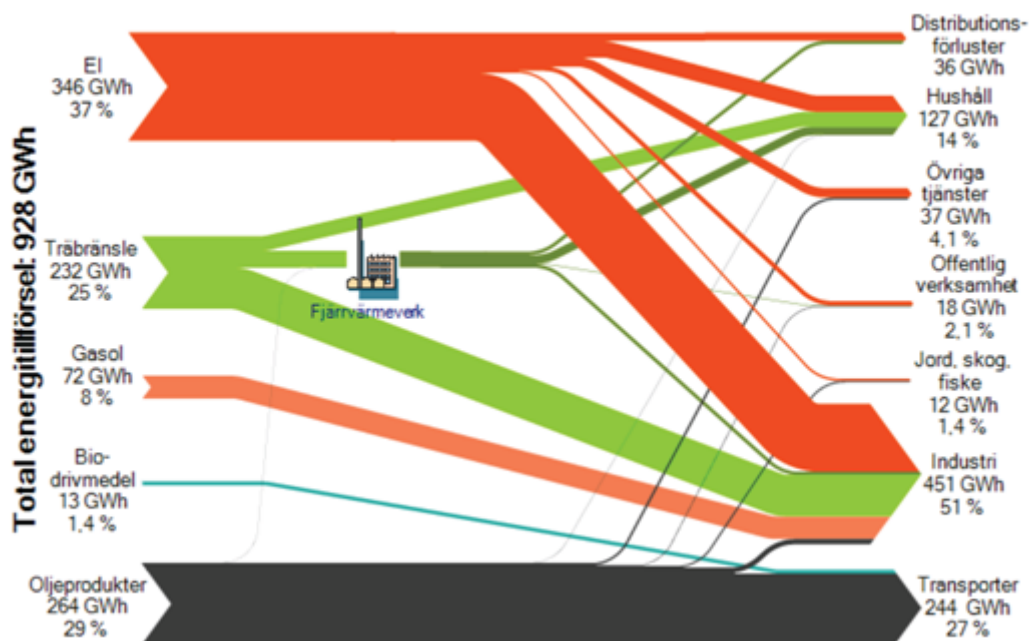 Total energitillförsel: 928 GWh
El
346 GWh
37 %
Träbränsle
232 GWh
25 %
Gasol
72 GWh
8 %
Bio-
drivmedel
13 GWh
1,4 %
Oljeprodukter
264 GWh
29 %
Fjärrvärmeverk
Distributions-
förluster
36 GWh
Hushåll
127 GWh
14 %
Övriga
tjänster
37 GWh
4,1 %
Offentlig
verksamhet
18 GWh
2,1 %
Jord, skog,
fiske
12 GWh
1,4 %
Industri
451 GWh
51 %
Transporter
244 GWh
27 %